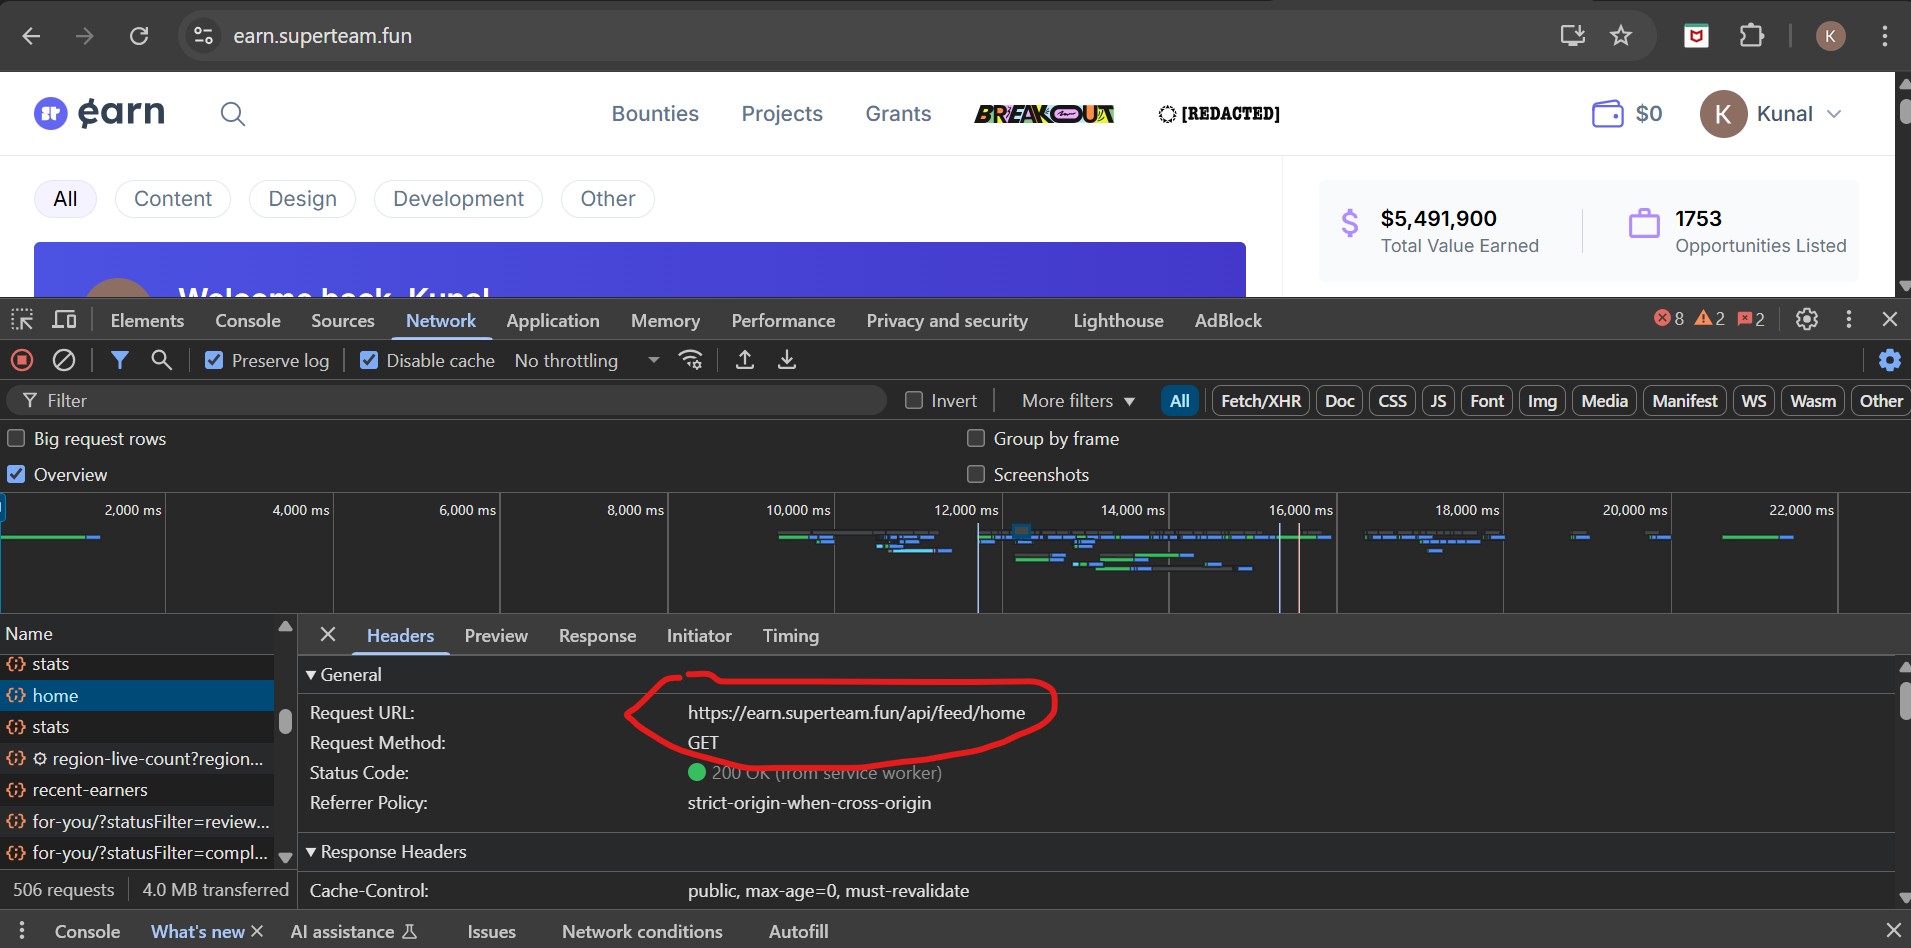 earn.superteam.fun
K
earn
Bounties
Projects
Grants
BREAKOUT
[REDACTED]
$0
K
Kunal
All
Content
Design
Development
Other
$5,491,900
Total Value Earned
1753
Opportunities Listed
Welcome back, Kunal
Elements
Console
Sources
Network
Application
Memory
Performance
Privacy and security
Lighthouse
AdBlock
8
2
2
Preserve log
Disable cache
No throttling
Filter
Invert
More filters
All
Fetch/XHR
Doc
CSS
JS
Font
Img
Media
Manifest
WS
Wasm
Other
Big request rows
Group by frame
Overview
Screenshots
2,000 ms
4,000 ms
6,000 ms
8,000 ms
10,000 ms
12,000 ms
14,000 ms
16,000 ms
18,000 ms
20,000 ms
22,000 ms
Name
stats
home
stats
region-live-count?region...
recent-earners
for-you/?statusFilter=review...
for-you/?statusFilter=compl...
506 requests
4.0 MB transferred
Headers
Preview
Response
Initiator
Timing
General
Request URL:
https://earn.superteam.fun/api/feed/home
Request Method:
GET
Status Code:
200 OK (from service worker)
Referrer Policy:
strict-origin-when-cross-origin
Response Headers
Cache-Control:
public, max-age=0, must-revalidate
Console
What's new
AI assistance
Issues
Network conditions
Autofill